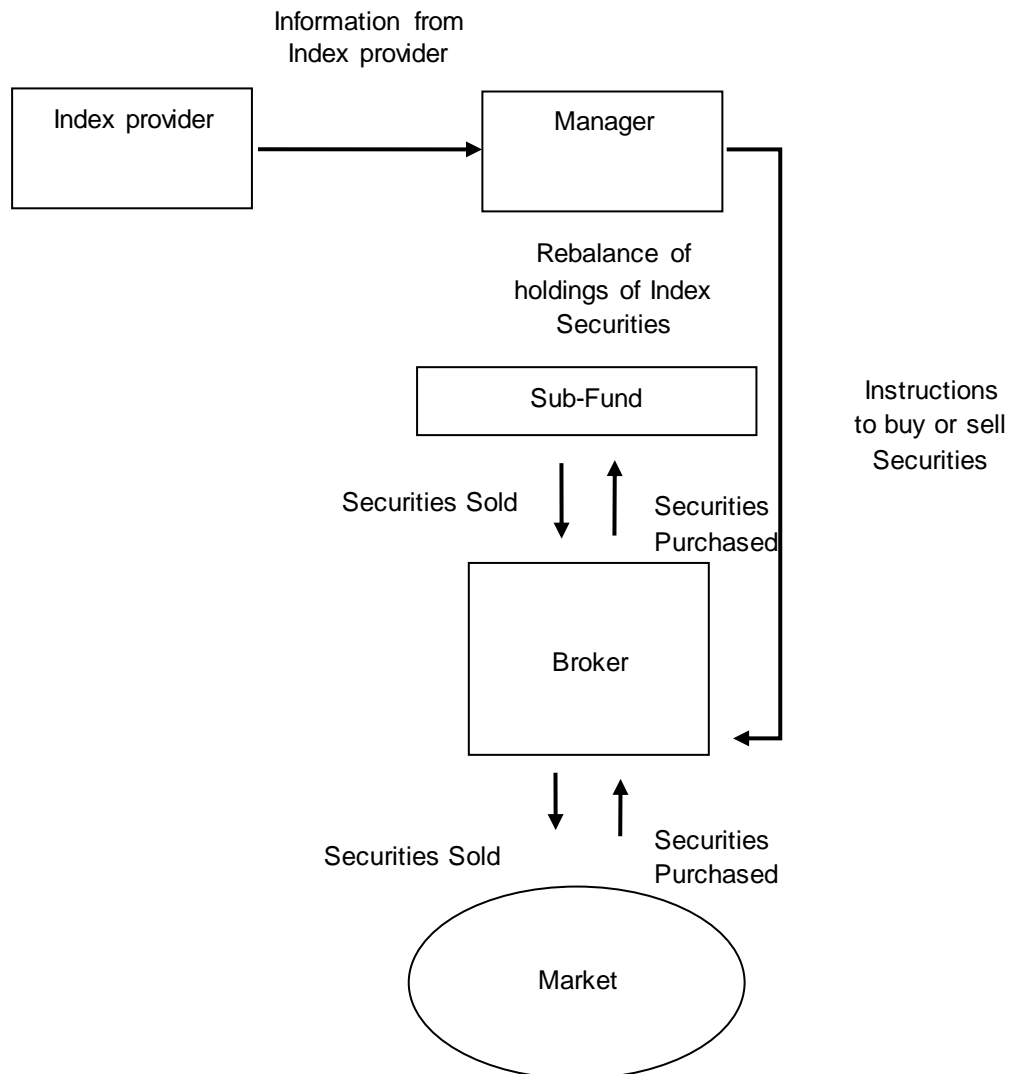 Information from
Index provider
Index provider
Manager
Rebalance of
holdings of Index
Securities
Sub-Fund
Instructions
to buy or sell
Securities
Securities Sold
Securities
Purchased
Broker
Securities Sold
Securities
Purchased
Market